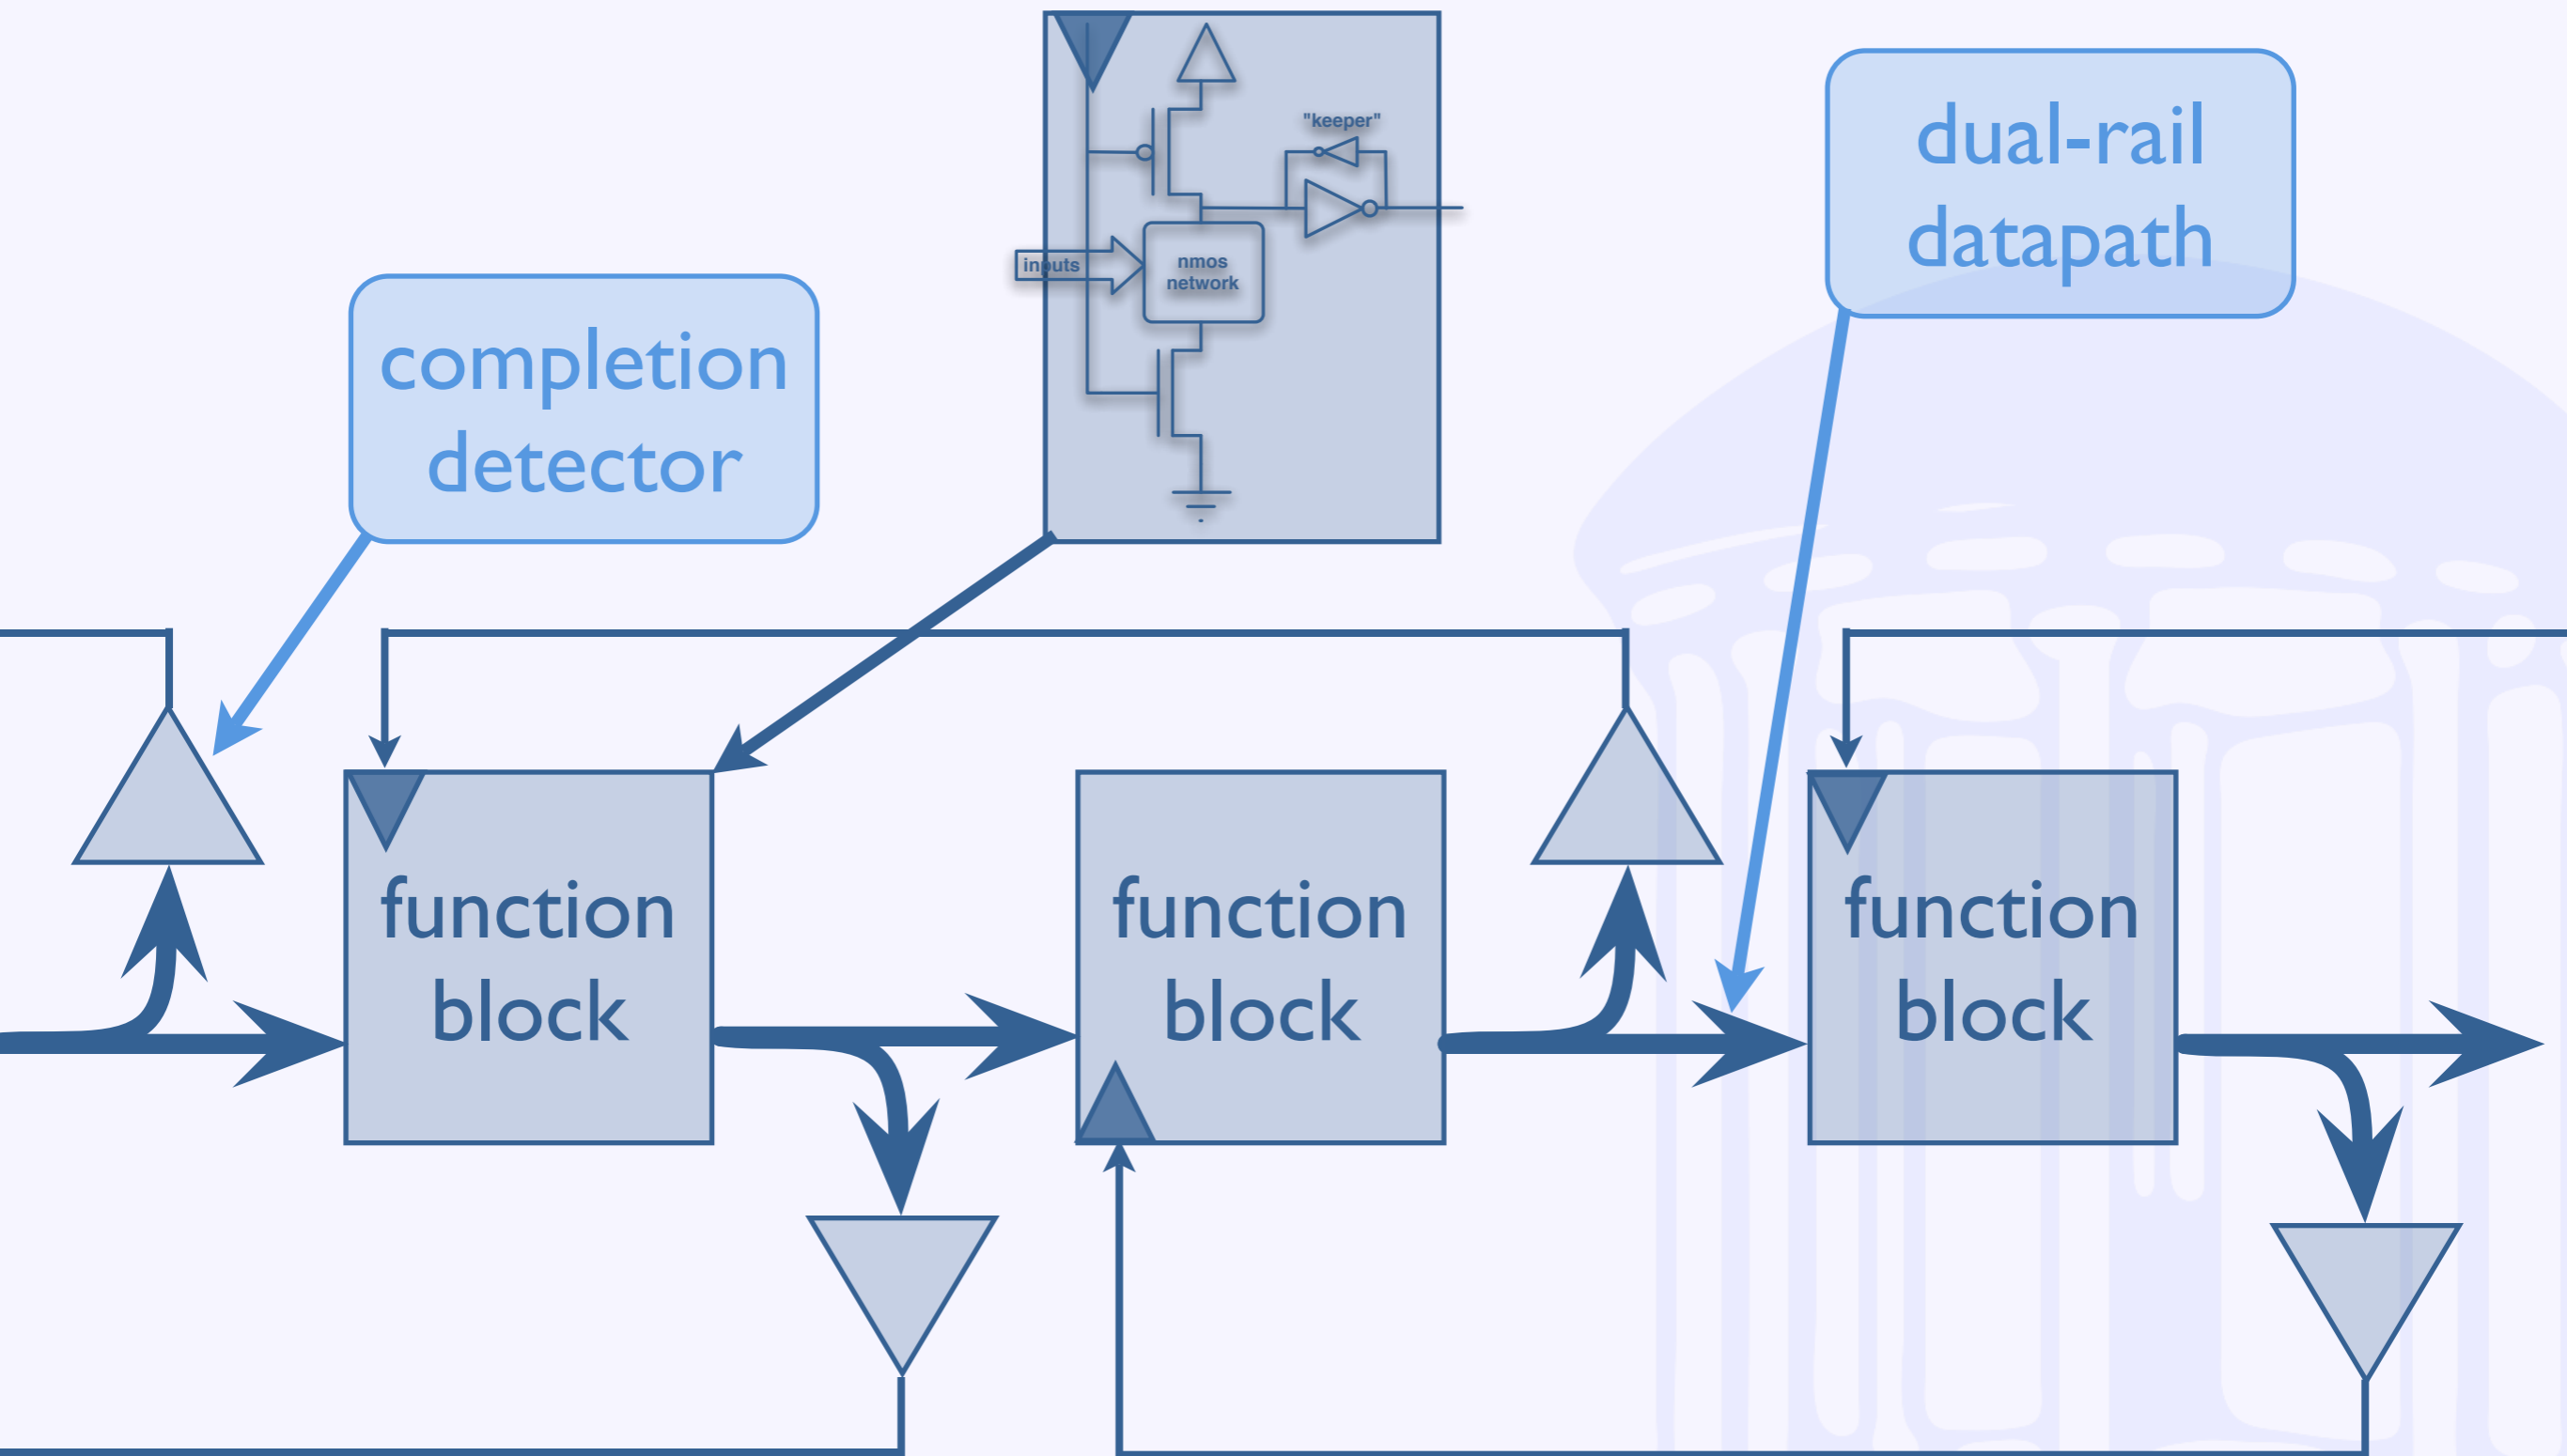 "keeper"
inputs
nmos
network
dual-rail
datapath
completion
detector
function
block
function
block
function
block